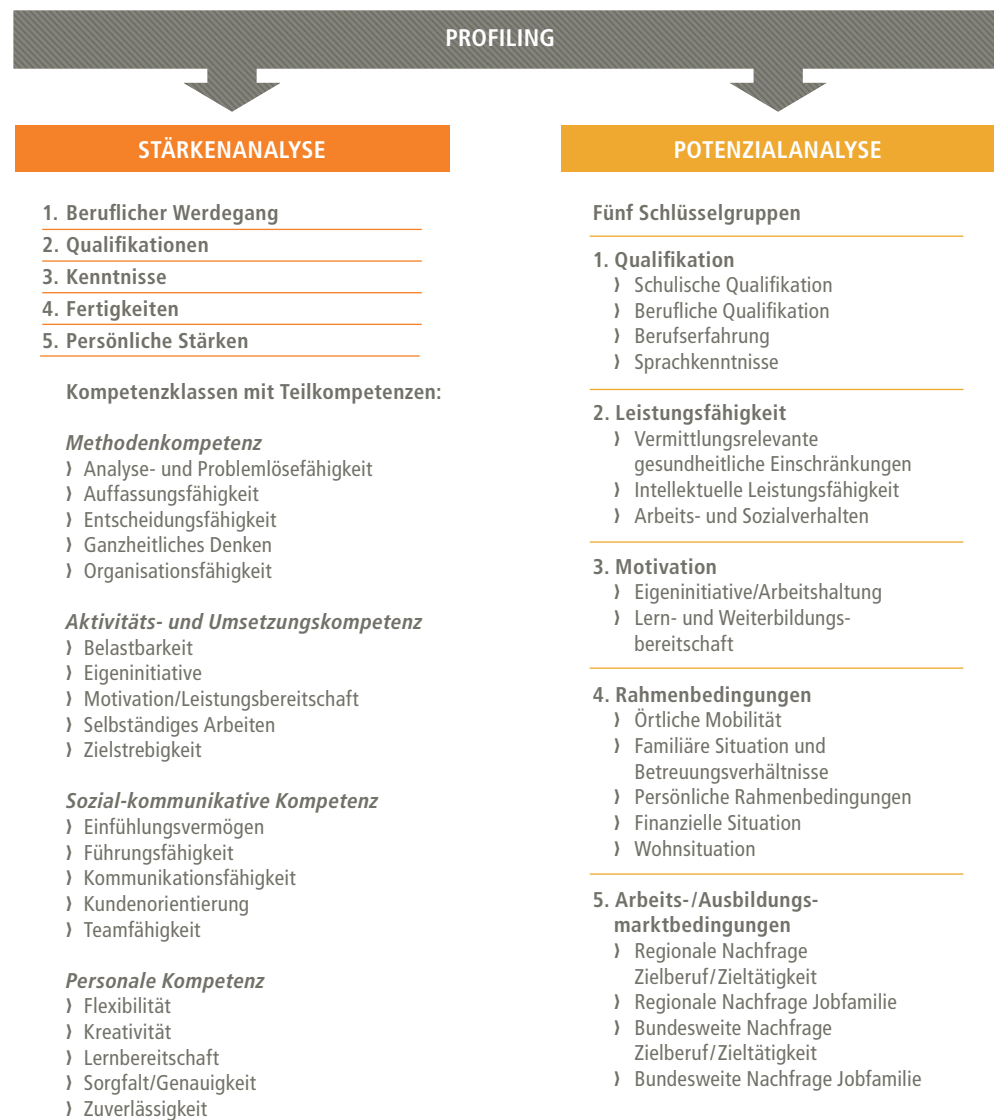 PROFILING
STÄRKENANALYSE
1. Beruflicher Werdegang
2. Qualifikationen
3. Kenntnisse
4. Fertigkeiten
5. Persönliche Stärken
Kompetenzklassen mit Teilkompetenzen:
Methodenkompetenz
› Analyse- und Problemlösefähigkeit
› Auffassungsfähigkeit
› Entscheidungsfähigkeit
› Ganzheitliches Denken
› Organisationsfähigkeit
Aktivitäts- und Umsetzungskompetenz
› Belastbarkeit
› Eigeninitiative
› Motivation/Leistungsbereitschaft
› Selbständiges Arbeiten
› Zielstrebigkeit
Sozial-kommunikative Kompetenz
› Einfühlungsvermögen
› Führungsfähigkeit
› Kommunikationsfähigkeit
› Kundenorientierung
› Teamfähigkeit
Personale Kompetenz
› Flexibilität
› Kreativität
› Lernbereitschaft
› Sorgfalt/Genauigkeit
› Zuverlässigkeit
POTENZIALANALYSE
Fünf Schlüsselgruppen
1. Qualifikation
› Schulische Qualifikation
› Berufliche Qualifikation
› Berufserfahrung
› Sprachkenntnisse
2. Leistungsfähigkeit
› Vermittlungsrelevante
gesundheitliche Einschränkungen
› Intellektuelle Leistungsfähigkeit
› Arbeits- und Sozialverhalten
3. Motivation
› Eigeninitiative/Arbeitshaltung
› Lern- und Weiterbildungs-
bereitschaft
4. Rahmenbedingungen
› Örtliche Mobilität
› Familiäre Situation und
Betreuungsverhältnisse
› Persönliche Rahmenbedingungen
› Finanzielle Situation
› Wohnsituation
5. Arbeits-/Ausbildungs-
marktbedingungen
› Regionale Nachfrage
Zielberuf/Zieltätigkeit
› Regionale Nachfrage Jobfamilie
› Bundesweite Nachfrage
Zielberuf/Zieltätigkeit
› Bundesweite Nachfrage Jobfamilie